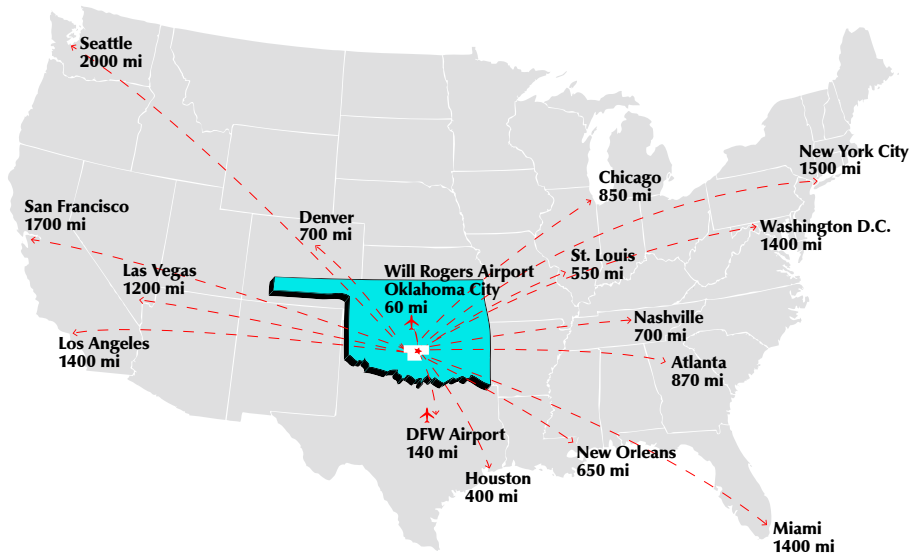 Seattle
2000 mi
New York City
1500 mi
Chicago
850 mi
San Francisco
1700 mi
Denver
700 mi
Washington D.C.
1400 mi
St. Louis
550 mi
Las Vegas
1200 mi
Will Rogers Airport
Oklahoma City
60 mi
Nashville
700 mi
Los Angeles
1400 mi
Atlanta
870 mi
DFW Airport
140 mi
New Orleans
650 mi
Houston
400 mi
Miami
1400 mi